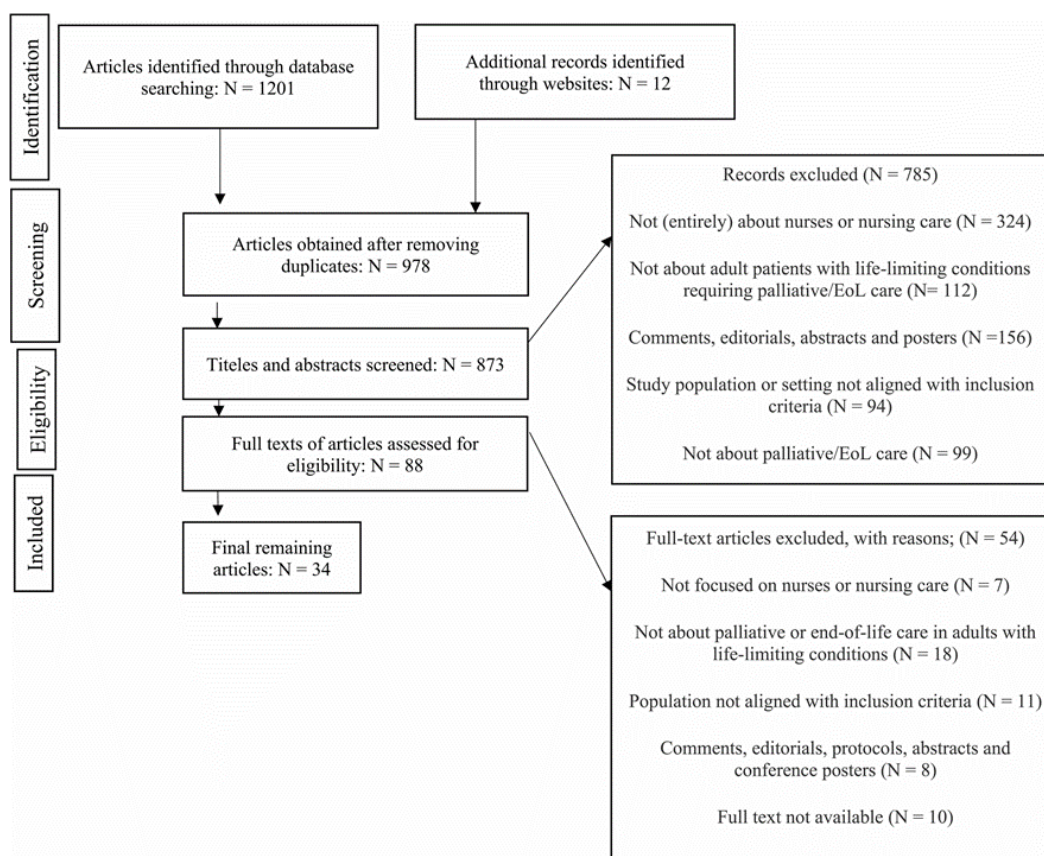 Identification
Articles identified through database
searching: N = 1201
Additional records identified
through websites: N = 12
Screening
Articles obtained after removing
duplicates: N = 978
Titeles and abstracts screened: N = 873
Records excluded (N = 785)
Not (entirely) about nurses or nursing care (N = 324)
Not about adult patients with life-limiting conditions
requiring palliative/EoL care (N= 112)
Comments, editorials, abstracts and posters (N =156)
Study population or setting not aligned with inclusion
criteria (N = 94)
Not about palliative/EoL care (N = 99)
Eligibility
Full texts of articles assessed for
eligibility: N = 88
Full-text articles excluded, with reasons; (N = 54)
Not focused on nurses or nursing care (N = 7)
Not about palliative or end-of-life care in adults with
life-limiting conditions (N = 18)
Population not aligned with inclusion criteria (N = 11)
Comments, editorials, protocols, abstracts and
conference posters (N = 8)
Full text not available (N = 10)
Included
Final remaining
articles: N = 34